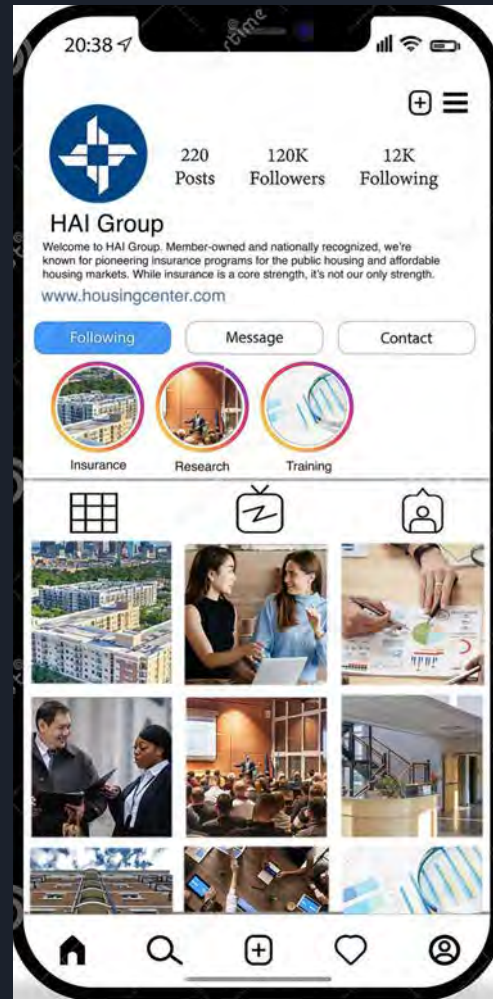 20:38
220
120K
12K
Posts
Followers
Following
HAI Group
Welcome to HAI Group. Member-owned and nationally recognized, we're
known for pioneering insurance programs for the public housing and affordable
housing markets. While insurance is a core strength, it's not our only strength.
www.housingcenter.com
Following
Message
Contact
Insurance
Research
Training